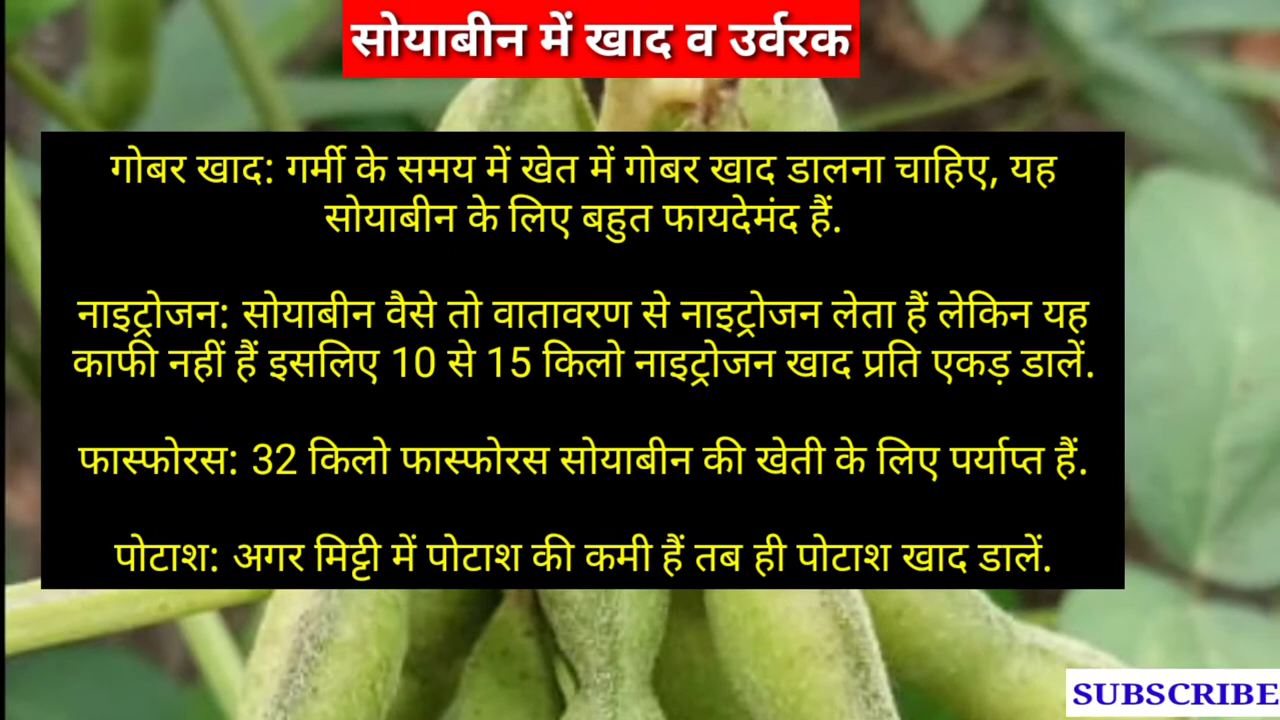 सोयाबीन में खाद व उर्वरक
गोबर खाद: गर्मी के समय में खेत में गोबर खाद डालना चाहिए, यह
सोयाबीन के लिए बहुत फायदेमंद हैं.
नाइट्रोजन: सोयाबीन वैसे तो वातावरण से नाइट्रोजन लेता हैं लेकिन यह
काफी नहीं हैं इसलिए 10 से 15 किलो नाइट्रोजन खाद प्रति एकड़ डालें.
फास्फोरस: 32 किलो फास्फोरस सोयाबीन की खेती के लिए पर्याप्त हैं.
पोटाश: अगर मिट्टी में पोटाश की कमी हैं तब ही पोटाश खाद डालें.
SUBSCRIBE